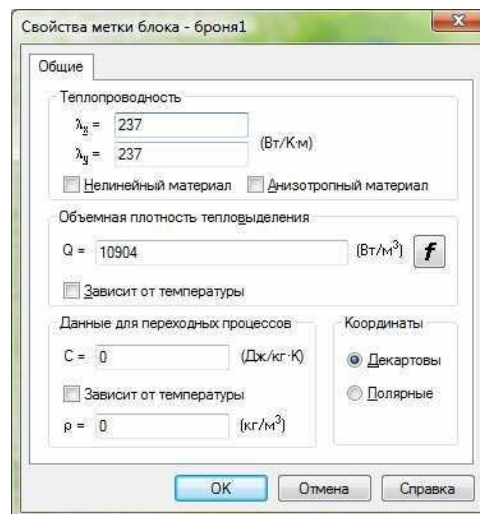 Свойства метки блока - броня1
Общие
Теплопроводность
λx = 237
(Вт/К·м)
λy = 237
Нелинейный материал Анизотропный материал
Объемная плотность тепловыделения
Q = 10904 (Вт/м³) f
Зависит от температуры
Данные для переходных процессов
C = 0 (Дж/кг·К)
Зависит от температуры
ρ = 0 (кг/м³)
Координаты
Декартовы
Полярные
OK Отмена Справка